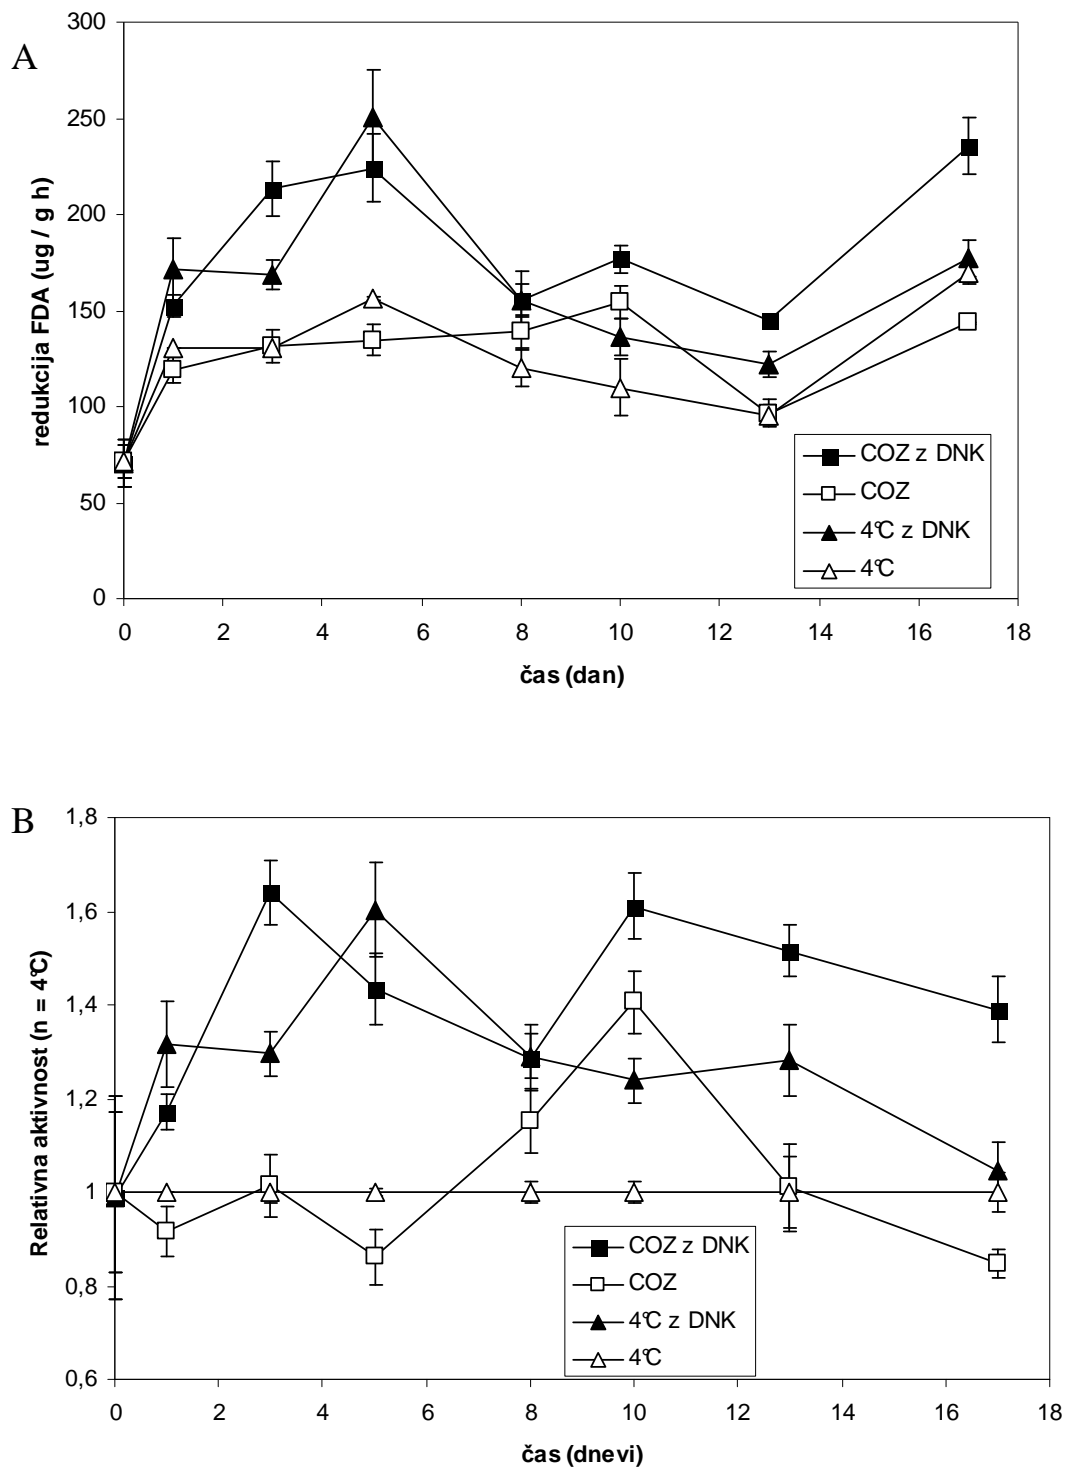 A
300
250
200
150
100
50
0
redukcija FDA (ug / g h)
COZ z DNK
COZ
4°C z DNK
4°C
0 2 4 6 8 10 12 14 16 18
čas (dan)
B
1,8
1,6
1,4
1,2
1
0,8
0,6
Relativna aktivnost (n = 4°C)
COZ z DNK
COZ
4°C z DNK
4°C
0 2 4 6 8 10 12 14 16 18
čas (dnevi)